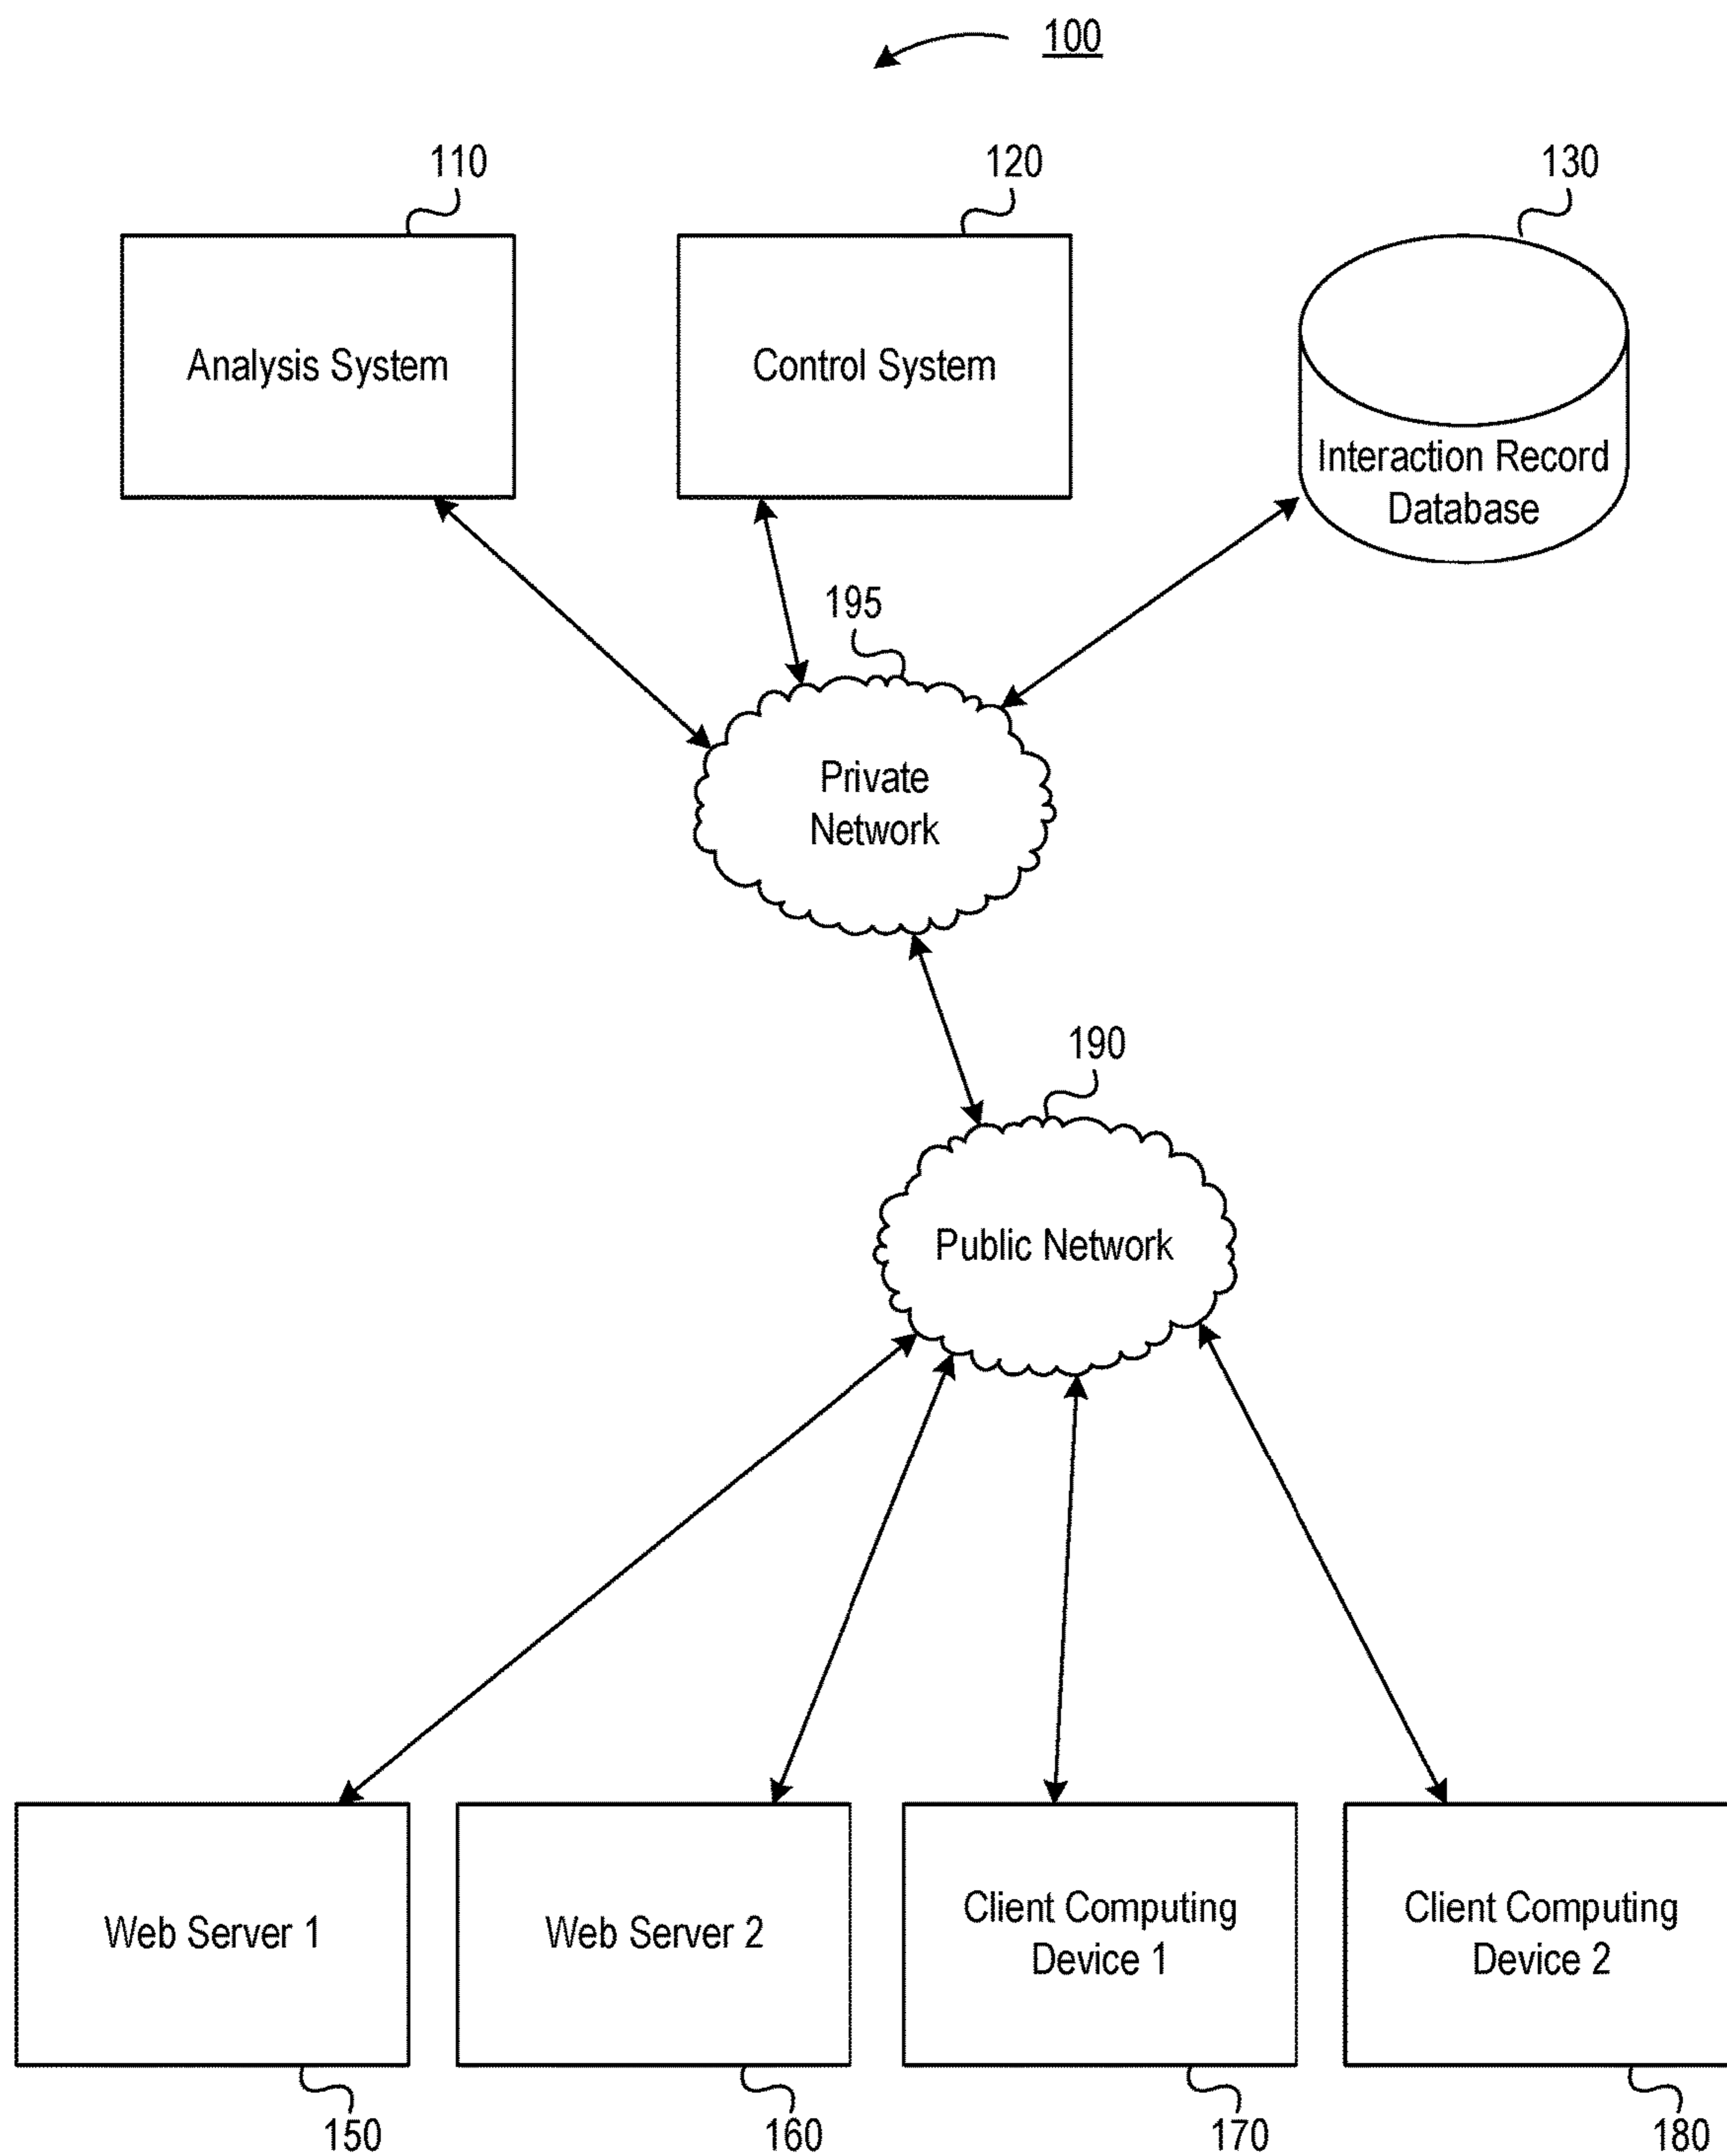 100
110
120
130
Analysis System
Control System
Interaction Record
Database
195
Private
Network
190
Public Network
Web Server 1
Web Server 2
Client Computing
Device 1
Client Computing
Device 2
150
160
170
180